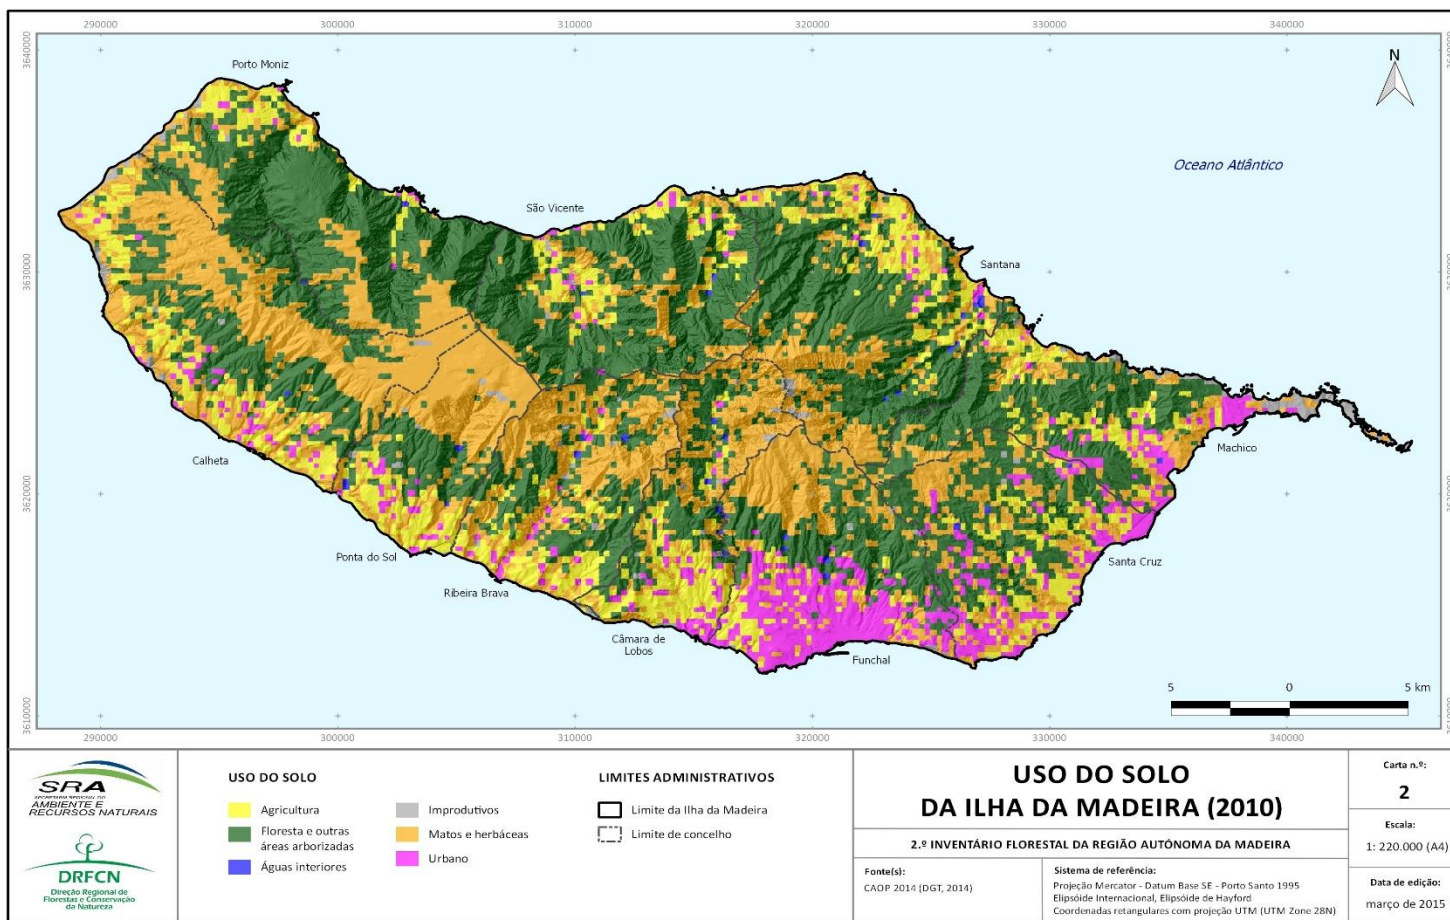 290000
300000
310000
320000
330000
340000
3640000
3640000
Porto Moniz
N
Oceano Atlântico
São Vicente
3630000
3630000
Santana
Machico
Calheta
3620000
3620000
Ponta do Sol
Santa Cruz
Ribeira Brava
Câmara de
Lobos
Funchal
5 0 5 km
3610000
3610000
290000
300000
310000
320000
330000
340000
SRA
SECRETARIA REGIONAL DO
AMBIENTE E
RECURSOS NATURAIS
DRFCN
Direção Regional de
Florestas e Conservação
da Natureza
USO DO SOLO
Agricultura
Floresta e outras
áreas arborizadas
Águas interiores
Improdutivos
Matos e herbáceas
Urbano
LIMITES ADMINISTRATIVOS
Limite da Ilha da Madeira
Limite de concelho
USO DO SOLO
DA ILHA DA MADEIRA (2010)
2.º INVENTÁRIO FLORESTAL DA REGIÃO AUTÓNOMA DA MADEIRA
Fonte(s):
CAOP 2014 (DGT, 2014)
Sistema de referência:
Projeção Mercator - Datum Base SE - Porto Santo 1995
Elipsóide Internacional, Elipsóide de Hayford
Coordenadas retangulares com projeção UTM (UTM Zone 28N)
Carta n.º:
2
Escala:
1: 220.000 (A4)
Data de edição:
março de 2015